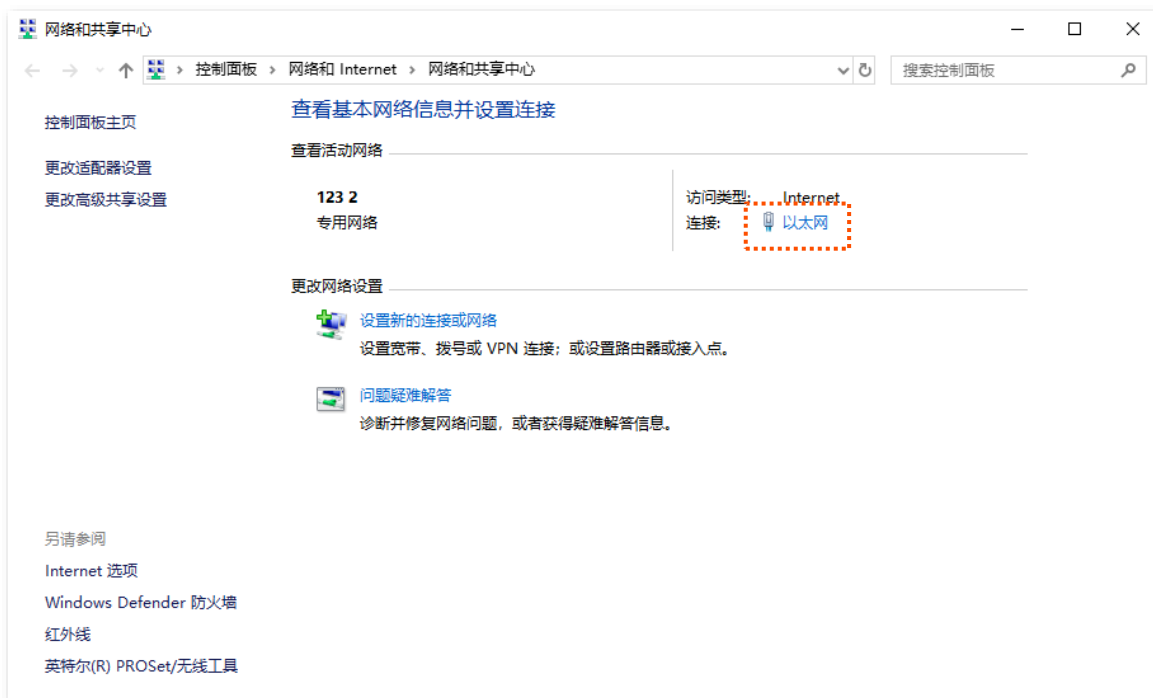 网络和共享中心
控制面板 > 网络和 Internet > 网络和共享中心
搜索控制面板
控制面板主页
更改适配器设置
更改高级共享设置
查看基本网络信息并设置连接
查看活动网络
123 2
专用网络
访问类型: Internet
连接: 以太网
更改网络设置
设置新的连接或网络
设置宽带、拨号或 VPN 连接；或设置路由器或接入点。
问题疑难解答
诊断并修复网络问题，或者获得疑难解答信息。
另请参阅
Internet 选项
Windows Defender 防火墙
红外线
英特尔(R) PROSet/无线工具